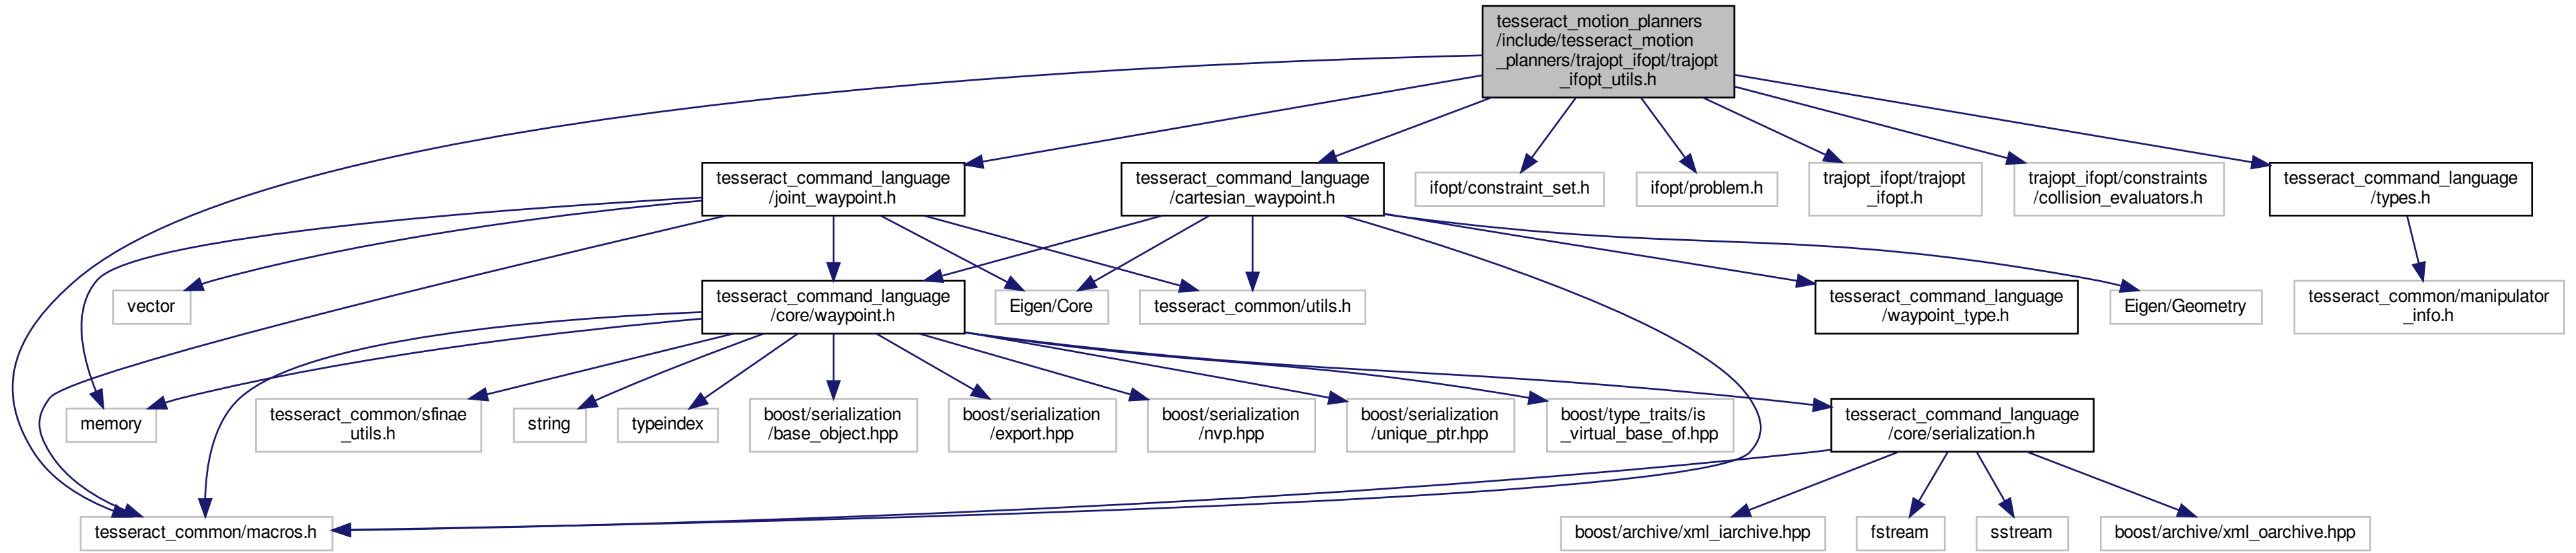 tesseract_motion_planners
/include/tesseract_motion
_planners/trajopt_ifopt/trajopt
_ifopt_utils.h
tesseract_command_language
/joint_waypoint.h
tesseract_command_language
/cartesian_waypoint.h
ifopt/constraint_set.h
ifopt/problem.h
trajopt_ifopt/trajopt
_ifopt.h
trajopt_ifopt/constraints
/collision_evaluators.h
tesseract_command_language
/types.h
vector
tesseract_command_language
/core/waypoint.h
Eigen/Core
tesseract_common/utils.h
tesseract_command_language
/waypoint_type.h
Eigen/Geometry
tesseract_common/manipulator
_info.h
memory
tesseract_common/sfinae
_utils.h
string
typeindex
boost/serialization
/base_object.hpp
boost/serialization
/export.hpp
boost/serialization
/nvp.hpp
boost/serialization
/unique_ptr.hpp
boost/type_traits/is
_virtual_base_of.hpp
tesseract_command_language
/core/serialization.h
tesseract_common/macros.h
boost/archive/xml_iarchive.hpp
fstream
sstream
boost/archive/xml_oarchive.hpp